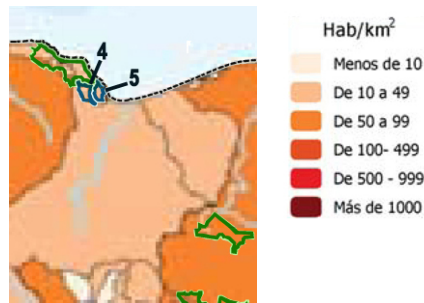 4
5
Hab/km²
Menos de 10
De 10 a 49
De 50 a 99
De 100- 499
De 500 - 999
Más de 1000